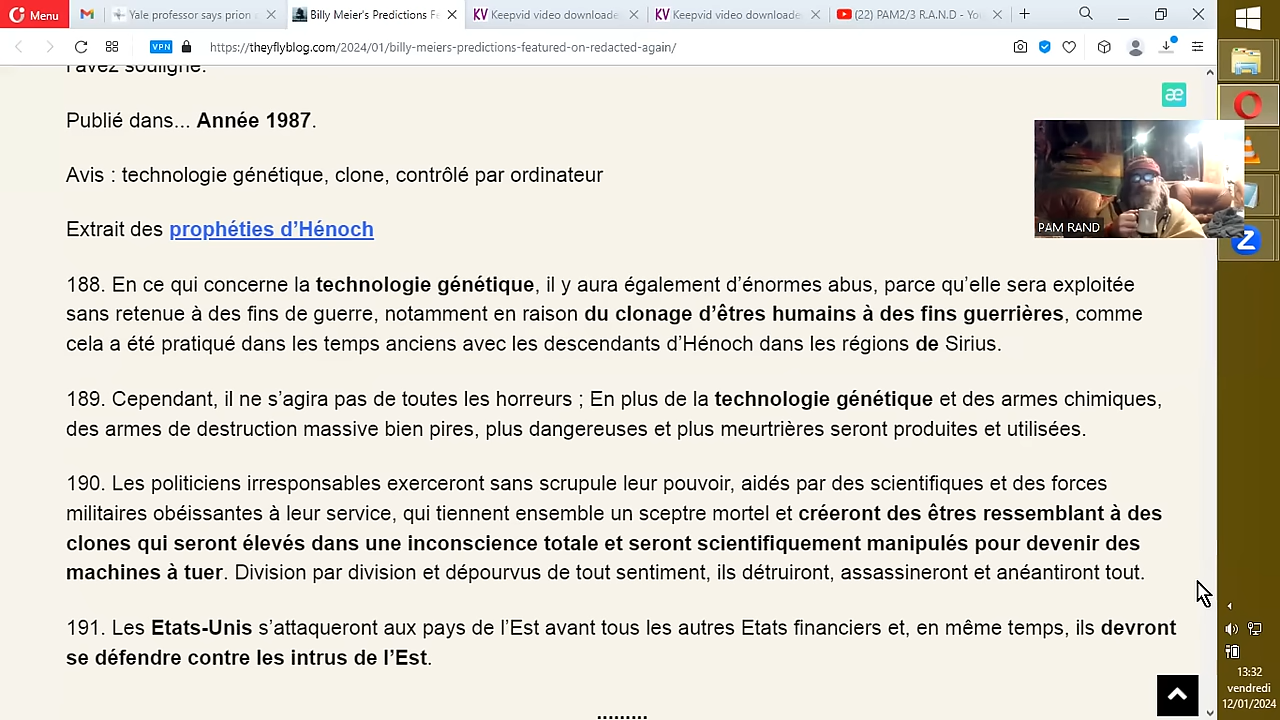 Menu
Yale professor says prion
Billy Meier's Predictions Fe
KV Keepvid video downloade
KV Keepvid video downloade
(22) PAM2/3 R.A.N.D - Yo
VPN
https://theyflyblog.com/2024/01/billy-meiers-predictions-featured-on-redacted-again/
l'avez souligné.
æ
Publié dans... Année 1987.
Avis : technologie génétique, clone, contrôlé par ordinateur
PAM RAND
Extrait des prophéties d’Hénoch
188. En ce qui concerne la technologie génétique, il y aura également d’énormes abus, parce qu’elle sera exploitée
sans retenue à des fins de guerre, notamment en raison du clonage d’êtres humains à des fins guerrières, comme
cela a été pratiqué dans les temps anciens avec les descendants d’Hénoch dans les régions de Sirius.
189. Cependant, il ne s’agira pas de toutes les horreurs ; En plus de la technologie génétique et des armes chimiques,
des armes de destruction massive bien pires, plus dangereuses et plus meurtrières seront produites et utilisées.
190. Les politiciens irresponsables exerceront sans scrupule leur pouvoir, aidés par des scientifiques et des forces
militaires obéissantes à leur service, qui tiennent ensemble un sceptre mortel et créeront des êtres ressemblant à des
clones qui seront élevés dans une inconscience totale et seront scientifiquement manipulés pour devenir des
machines à tuer. Division par division et dépourvus de tout sentiment, ils détruiront, assassineront et anéantiront tout.
191. Les Etats-Unis s’attaqueront aux pays de l’Est avant tous les autres Etats financiers et, en même temps, ils devront
se défendre contre les intrus de l’Est.
.........
Z
13:32
vendredi
12/01/2024